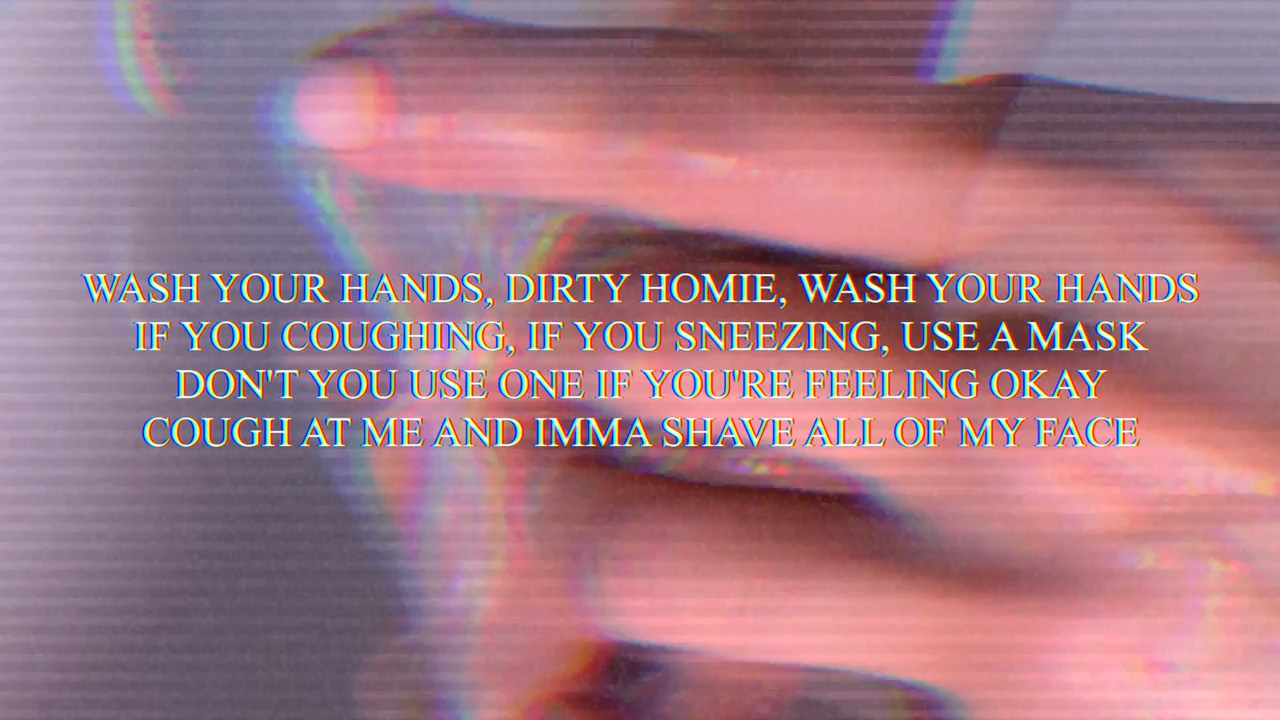 WASH YOUR HANDS, DIRTY HOMIE, WASH YOUR HANDS
IF YOU COUGHING, IF YOU SNEEZING, USE A MASK
DON'T YOU USE ONE IF YOU'RE FEELING OKAY
COUGH AT ME AND IMMA SHAVE ALL OF MY FACE